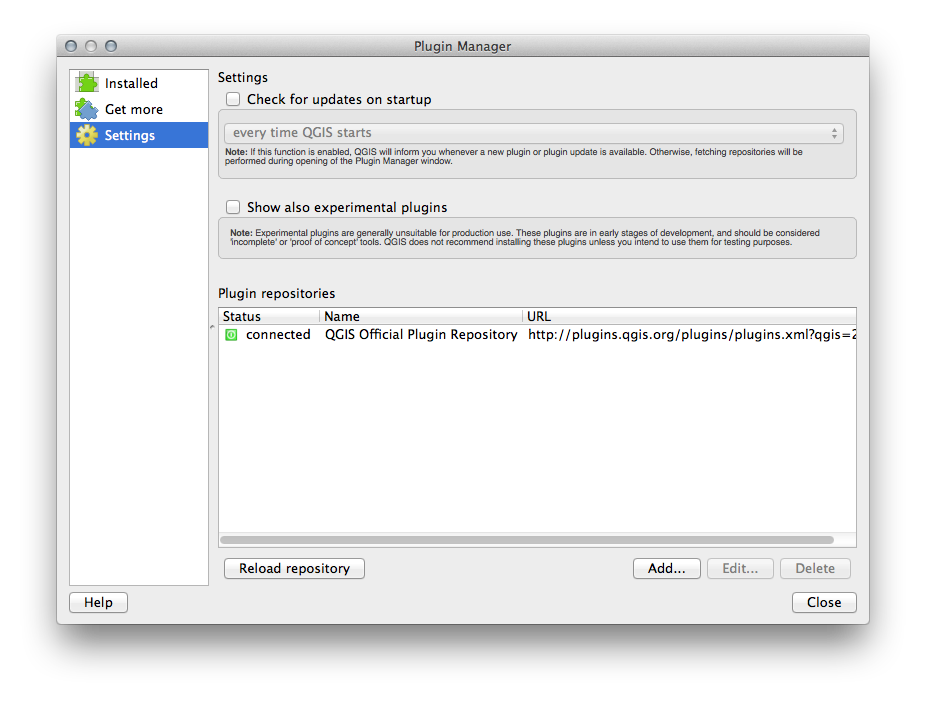 Plugin Manager
Installed
Get more
Settings
Settings
Check for updates on startup
every time QGIS starts
Note: If this function is enabled, QGIS will inform you whenever a new plugin or plugin update is available. Otherwise, fetching repositories will be
performed during opening of the Plugin Manager window.
Show also experimental plugins
Note: Experimental plugins are generally unsuitable for production use. These plugins are in early stages of development, and should be considered
'incomplete' or 'proof of concept' tools. QGIS does not recommend installing these plugins unless you intend to use them for testing purposes.
Plugin repositories
Status Name URL
connected QGIS Official Plugin Repository http://plugins.qgis.org/plugins/plugins.xml?qgis=2
Reload repository Add... Edit... Delete
Help Close